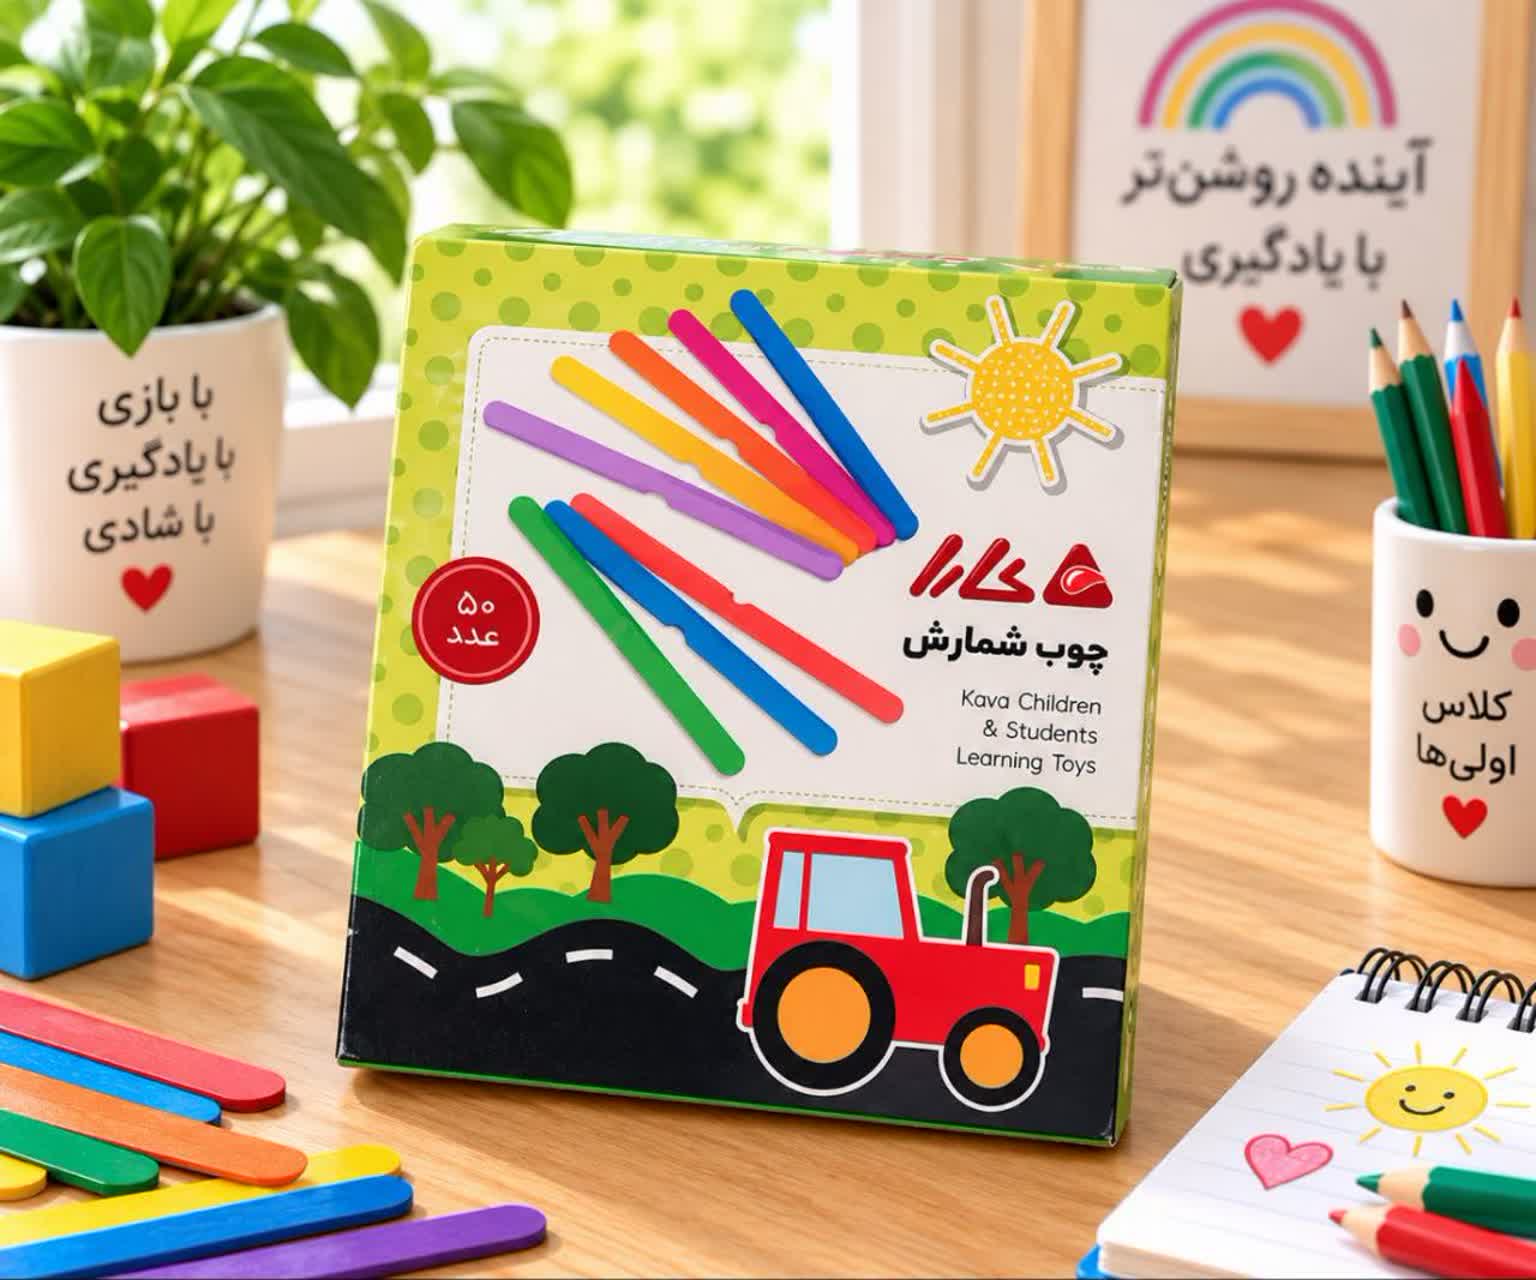 آینده روشن‌تر
با یادگیری
با بازی
با یادگیری
با شادی
۵۰
عدد
چوب شمارش
Kava Children
& Students
Learning Toys
کلاس
اولی‌ها